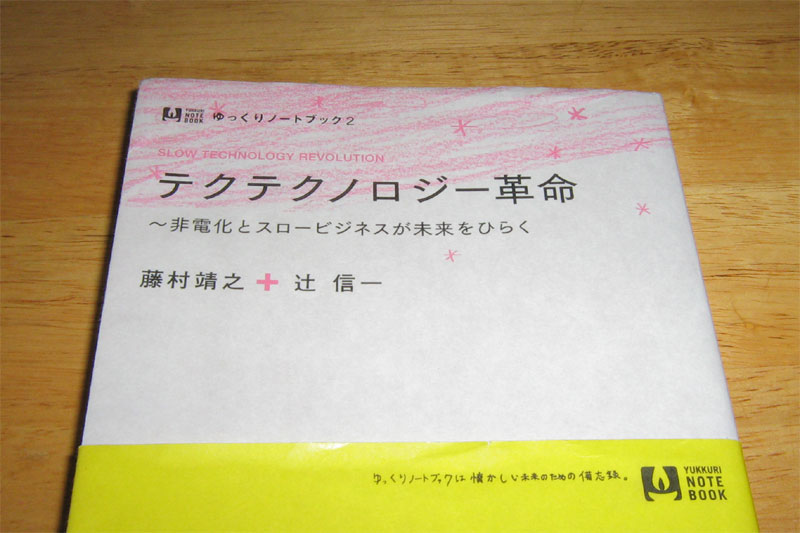 YUKKURI
NOTE
BOOK
ゆっくりノートブック2
SLOW TECHNOLOGY REVOLUTION
テクテクノロジー革命
～非電化とスロービジネスが未来をひらく
藤村靖之＋辻 信一
ゆっくりノートブックは懐かしい未来のための備忘録。
YUKKURI
NOTE
BOOK